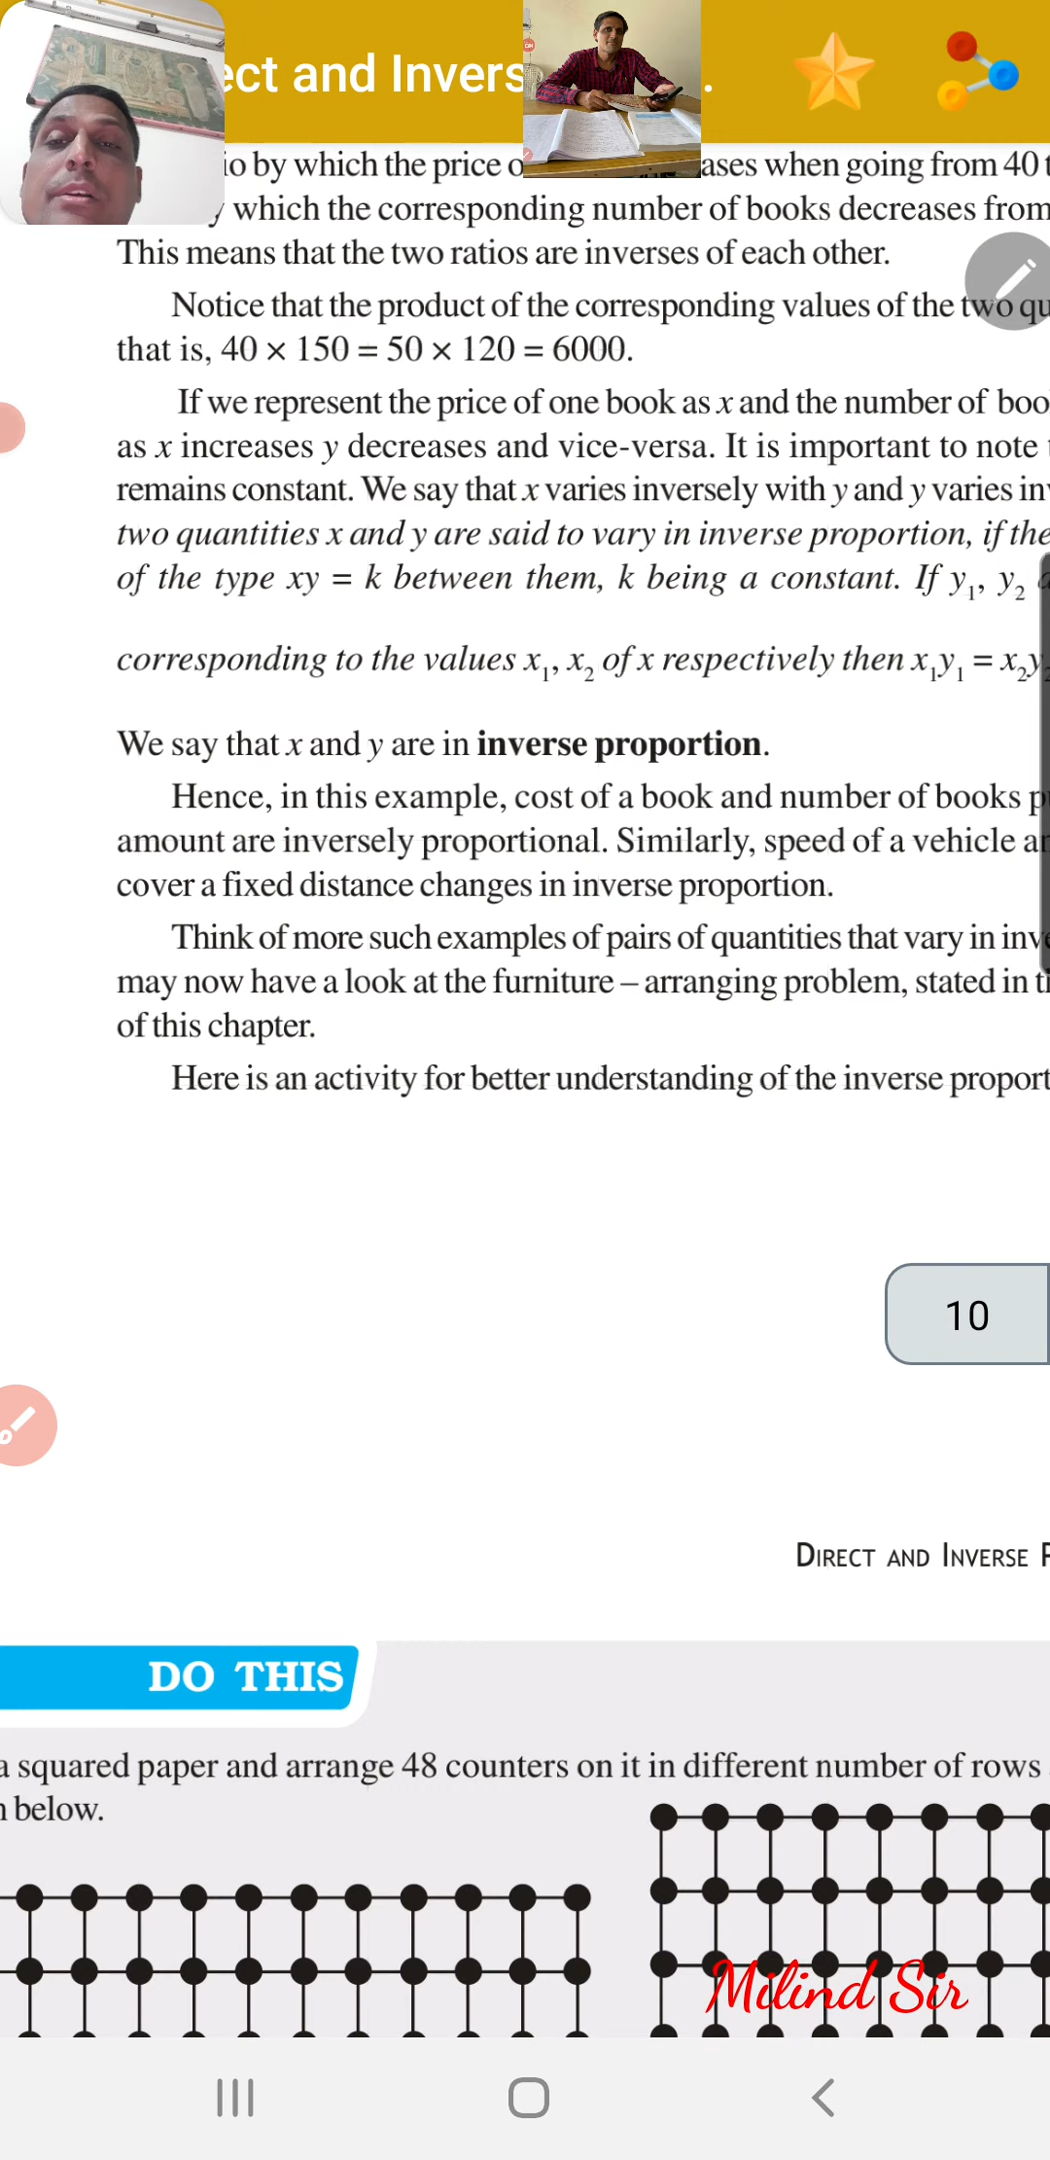 ect and Invers
io by which the price o ases when going from 40 t
y which the corresponding number of books decreases from
This means that the two ratios are inverses of each other.
Notice that the product of the corresponding values of the two qu
that is, 40 × 150 = 50 × 120 = 6000.
If we represent the price of one book as x and the number of boo
as x increases y decreases and vice-versa. It is important to note
remains constant. We say that x varies inversely with y and y varies inv
two quantities x and y are said to vary in inverse proportion, if the
of the type xy = k between them, k being a constant. If y₁, y₂
corresponding to the values x₁, x₂ of x respectively then x₁y₁ = x₂y
We say that x and y are in inverse proportion.
Hence, in this example, cost of a book and number of books p
amount are inversely proportional. Similarly, speed of a vehicle an
cover a fixed distance changes in inverse proportion.
Think of more such examples of pairs of quantities that vary in inve
may now have a look at the furniture – arranging problem, stated in t
of this chapter.
Here is an activity for better understanding of the inverse proport
10
DIRECT AND INVERSE P
DO THIS
a squared paper and arrange 48 counters on it in different number of rows
n below.
Milind Sir